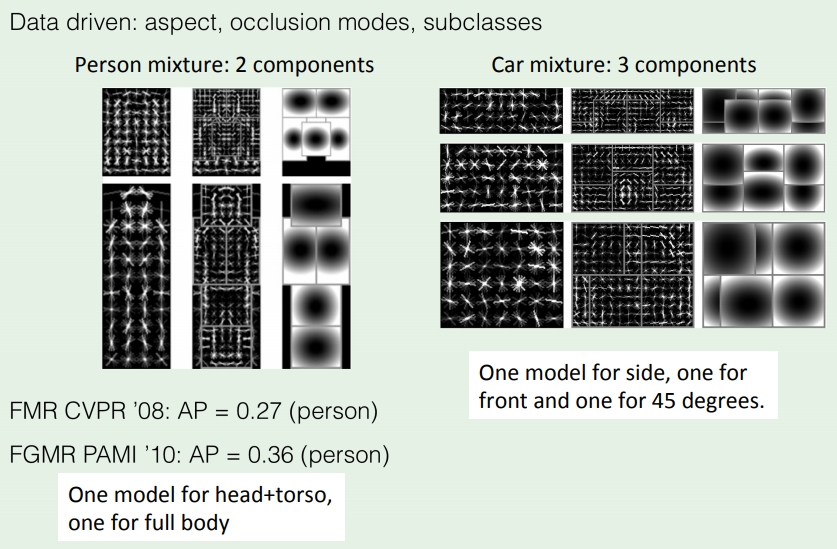 Data driven: aspect, occlusion modes, subclasses
Person mixture: 2 components
Car mixture: 3 components
One model for side, one for
front and one for 45 degrees.
FMR CVPR ’08: AP = 0.27 (person)
FGMR PAMI ’10: AP = 0.36 (person)
One model for head+torso,
one for full body